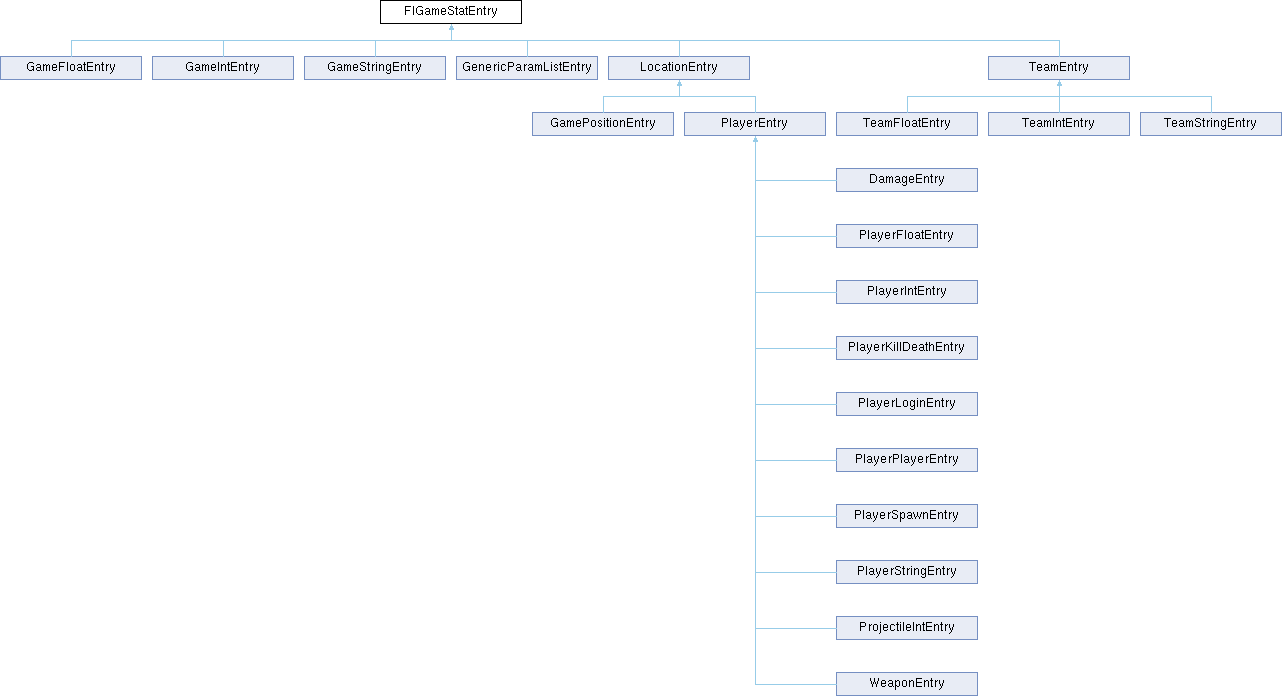 FIGameStatEntry
GameFloatEntry
GameIntEntry
GameStringEntry
GenericParamListEntry
LocationEntry
TeamEntry
GamePositionEntry
PlayerEntry
TeamFloatEntry
TeamIntEntry
TeamStringEntry
DamageEntry
PlayerFloatEntry
PlayerIntEntry
PlayerKillDeathEntry
PlayerLoginEntry
PlayerPlayerEntry
PlayerSpawnEntry
PlayerStringEntry
ProjectileIntEntry
WeaponEntry